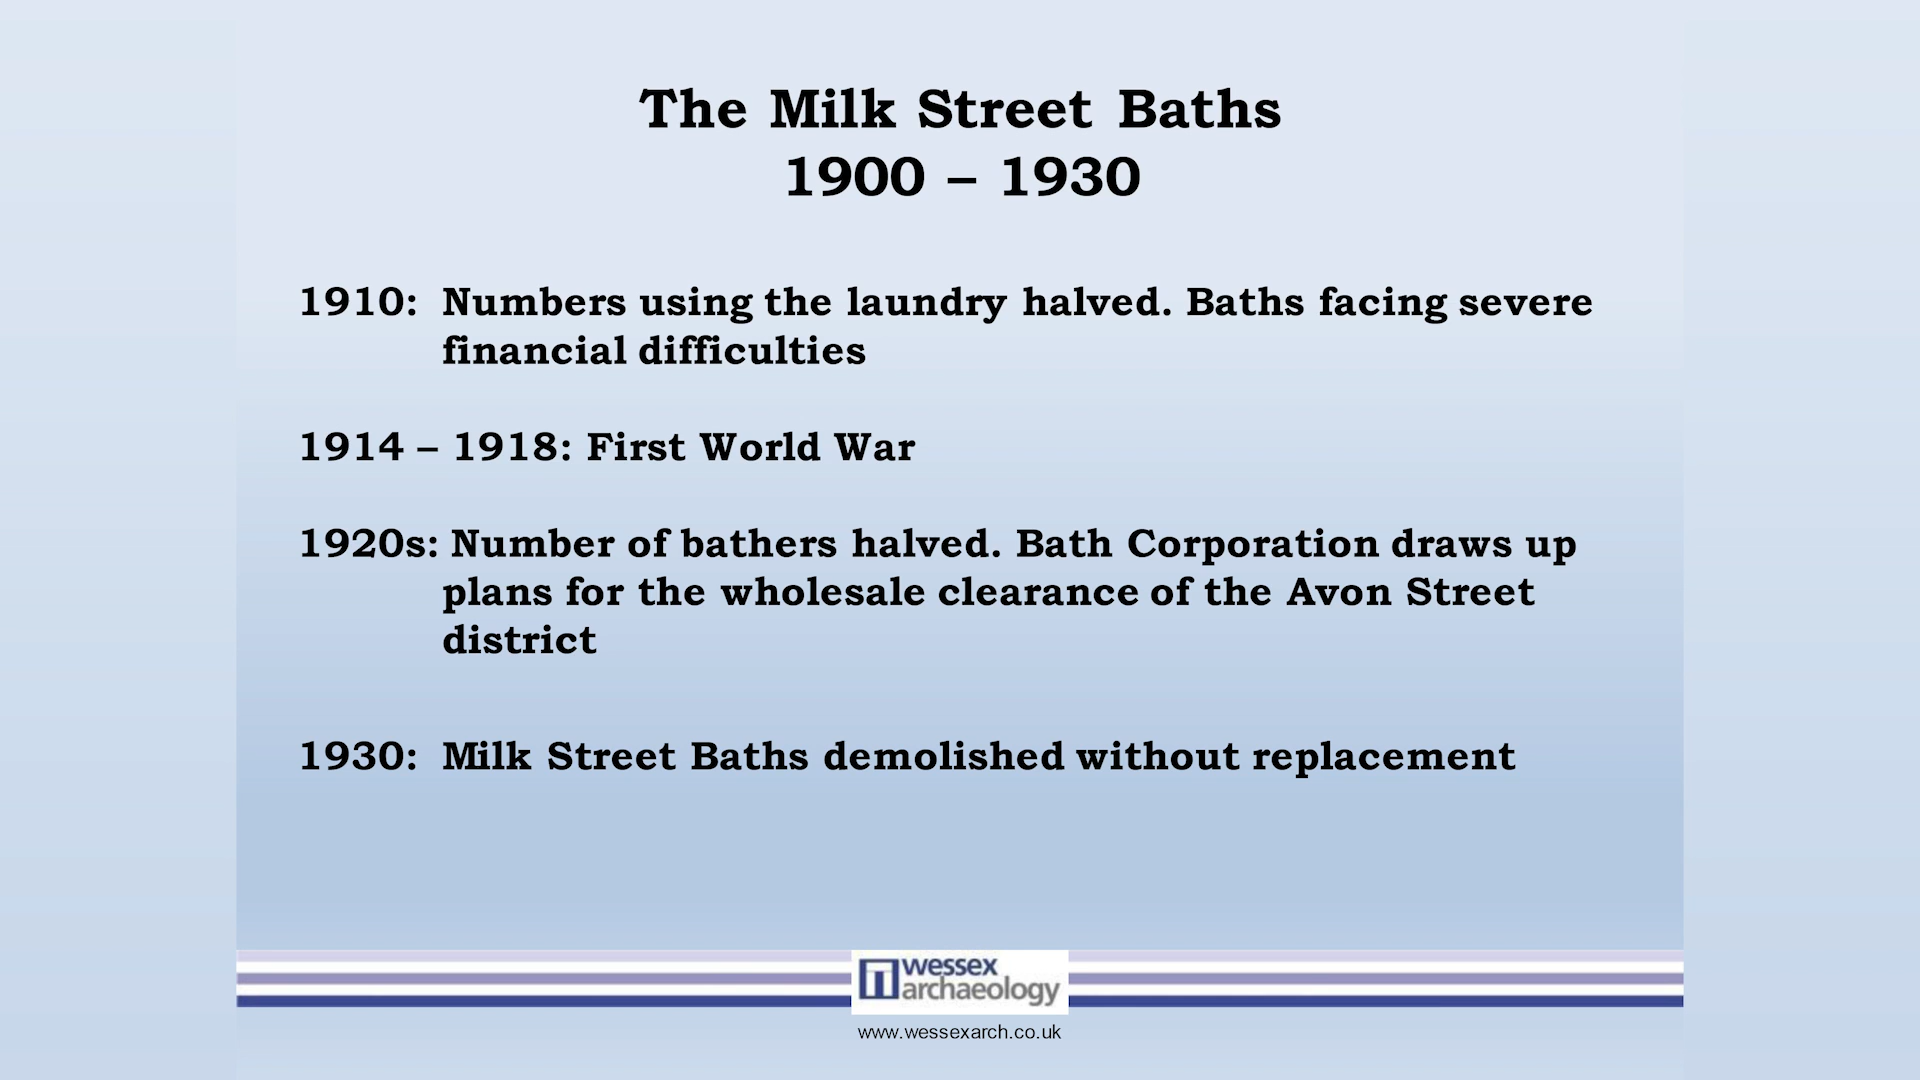 The Milk Street Baths
1900 – 1930
1910: Numbers using the laundry halved. Baths facing severe
financial difficulties
1914 – 1918: First World War
1920s: Number of bathers halved. Bath Corporation draws up
plans for the wholesale clearance of the Avon Street
district
1930: Milk Street Baths demolished without replacement
wessex
archaeology
www.wessexarch.co.uk